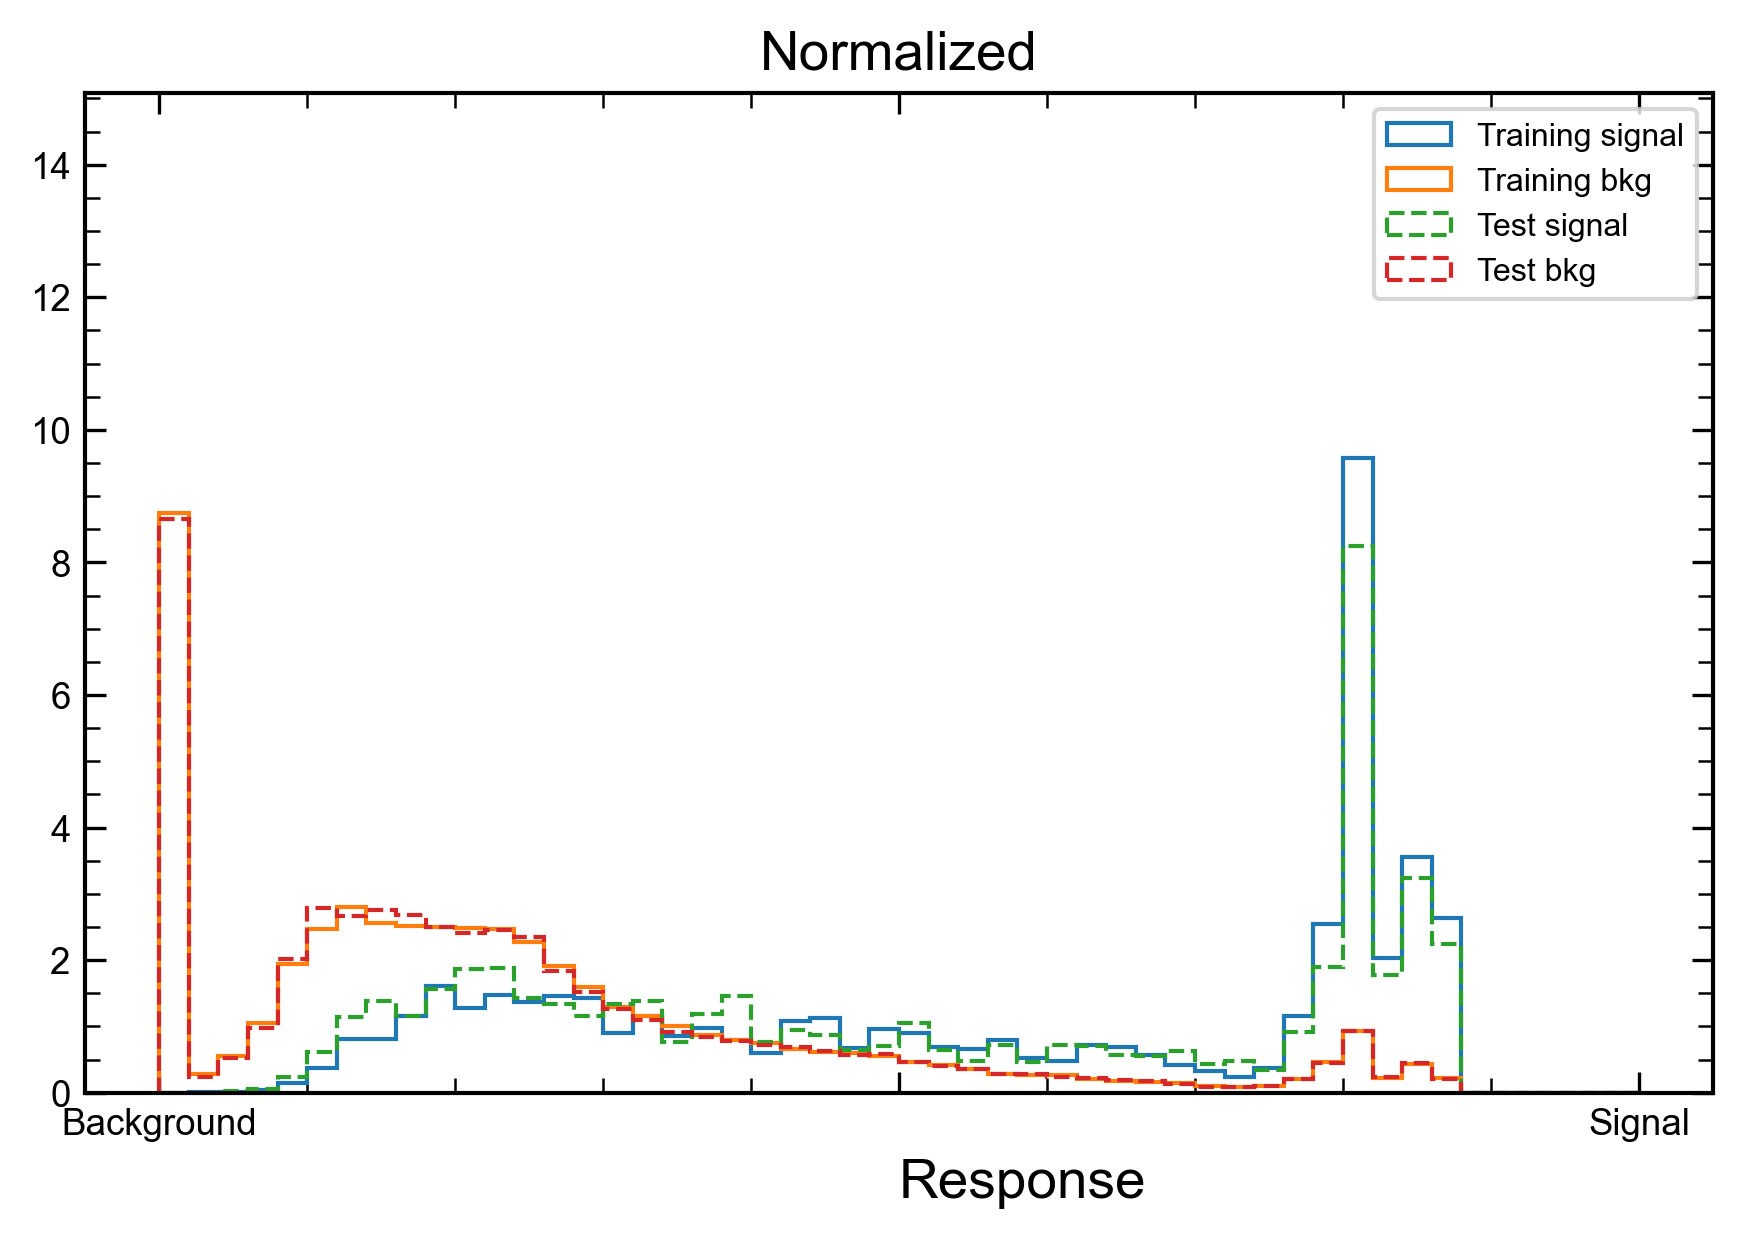 Normalized
Training signal
Training bkg
Test signal
Test bkg
14
12
10
8
6
4
2
0
Background
Signal
Response